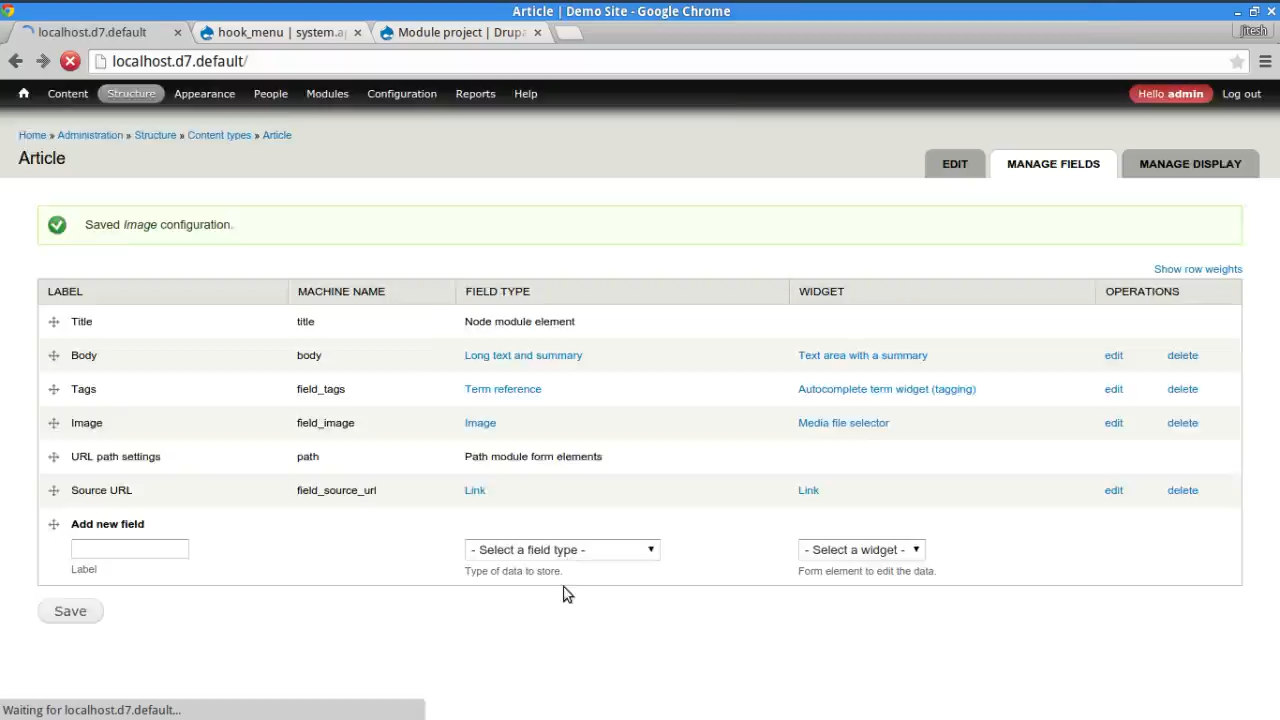 Article | Demo Site - Google Chrome
localhost.d7.default × hook_menu | system.a × Module project | Drupa ×
jitesh
localhost.d7.default/
Content Structure Appearance People Modules Configuration Reports Help Hello admin Log out
Home » Administration » Structure » Content types » Article
Article
EDIT MANAGE FIELDS MANAGE DISPLAY
Saved Image configuration.
Show row weights
LABEL MACHINE NAME FIELD TYPE WIDGET OPERATIONS
Title title Node module element
Body body Long text and summary Text area with a summary edit delete
Tags field_tags Term reference Autocomplete term widget (tagging) edit delete
Image field_image Image Media file selector edit delete
URL path settings path Path module form elements
Source URL field_source_url Link Link edit delete
Add new field
- Select a field type - - Select a widget -
Label Type of data to store. Form element to edit the data.
Save
Waiting for localhost.d7.default...